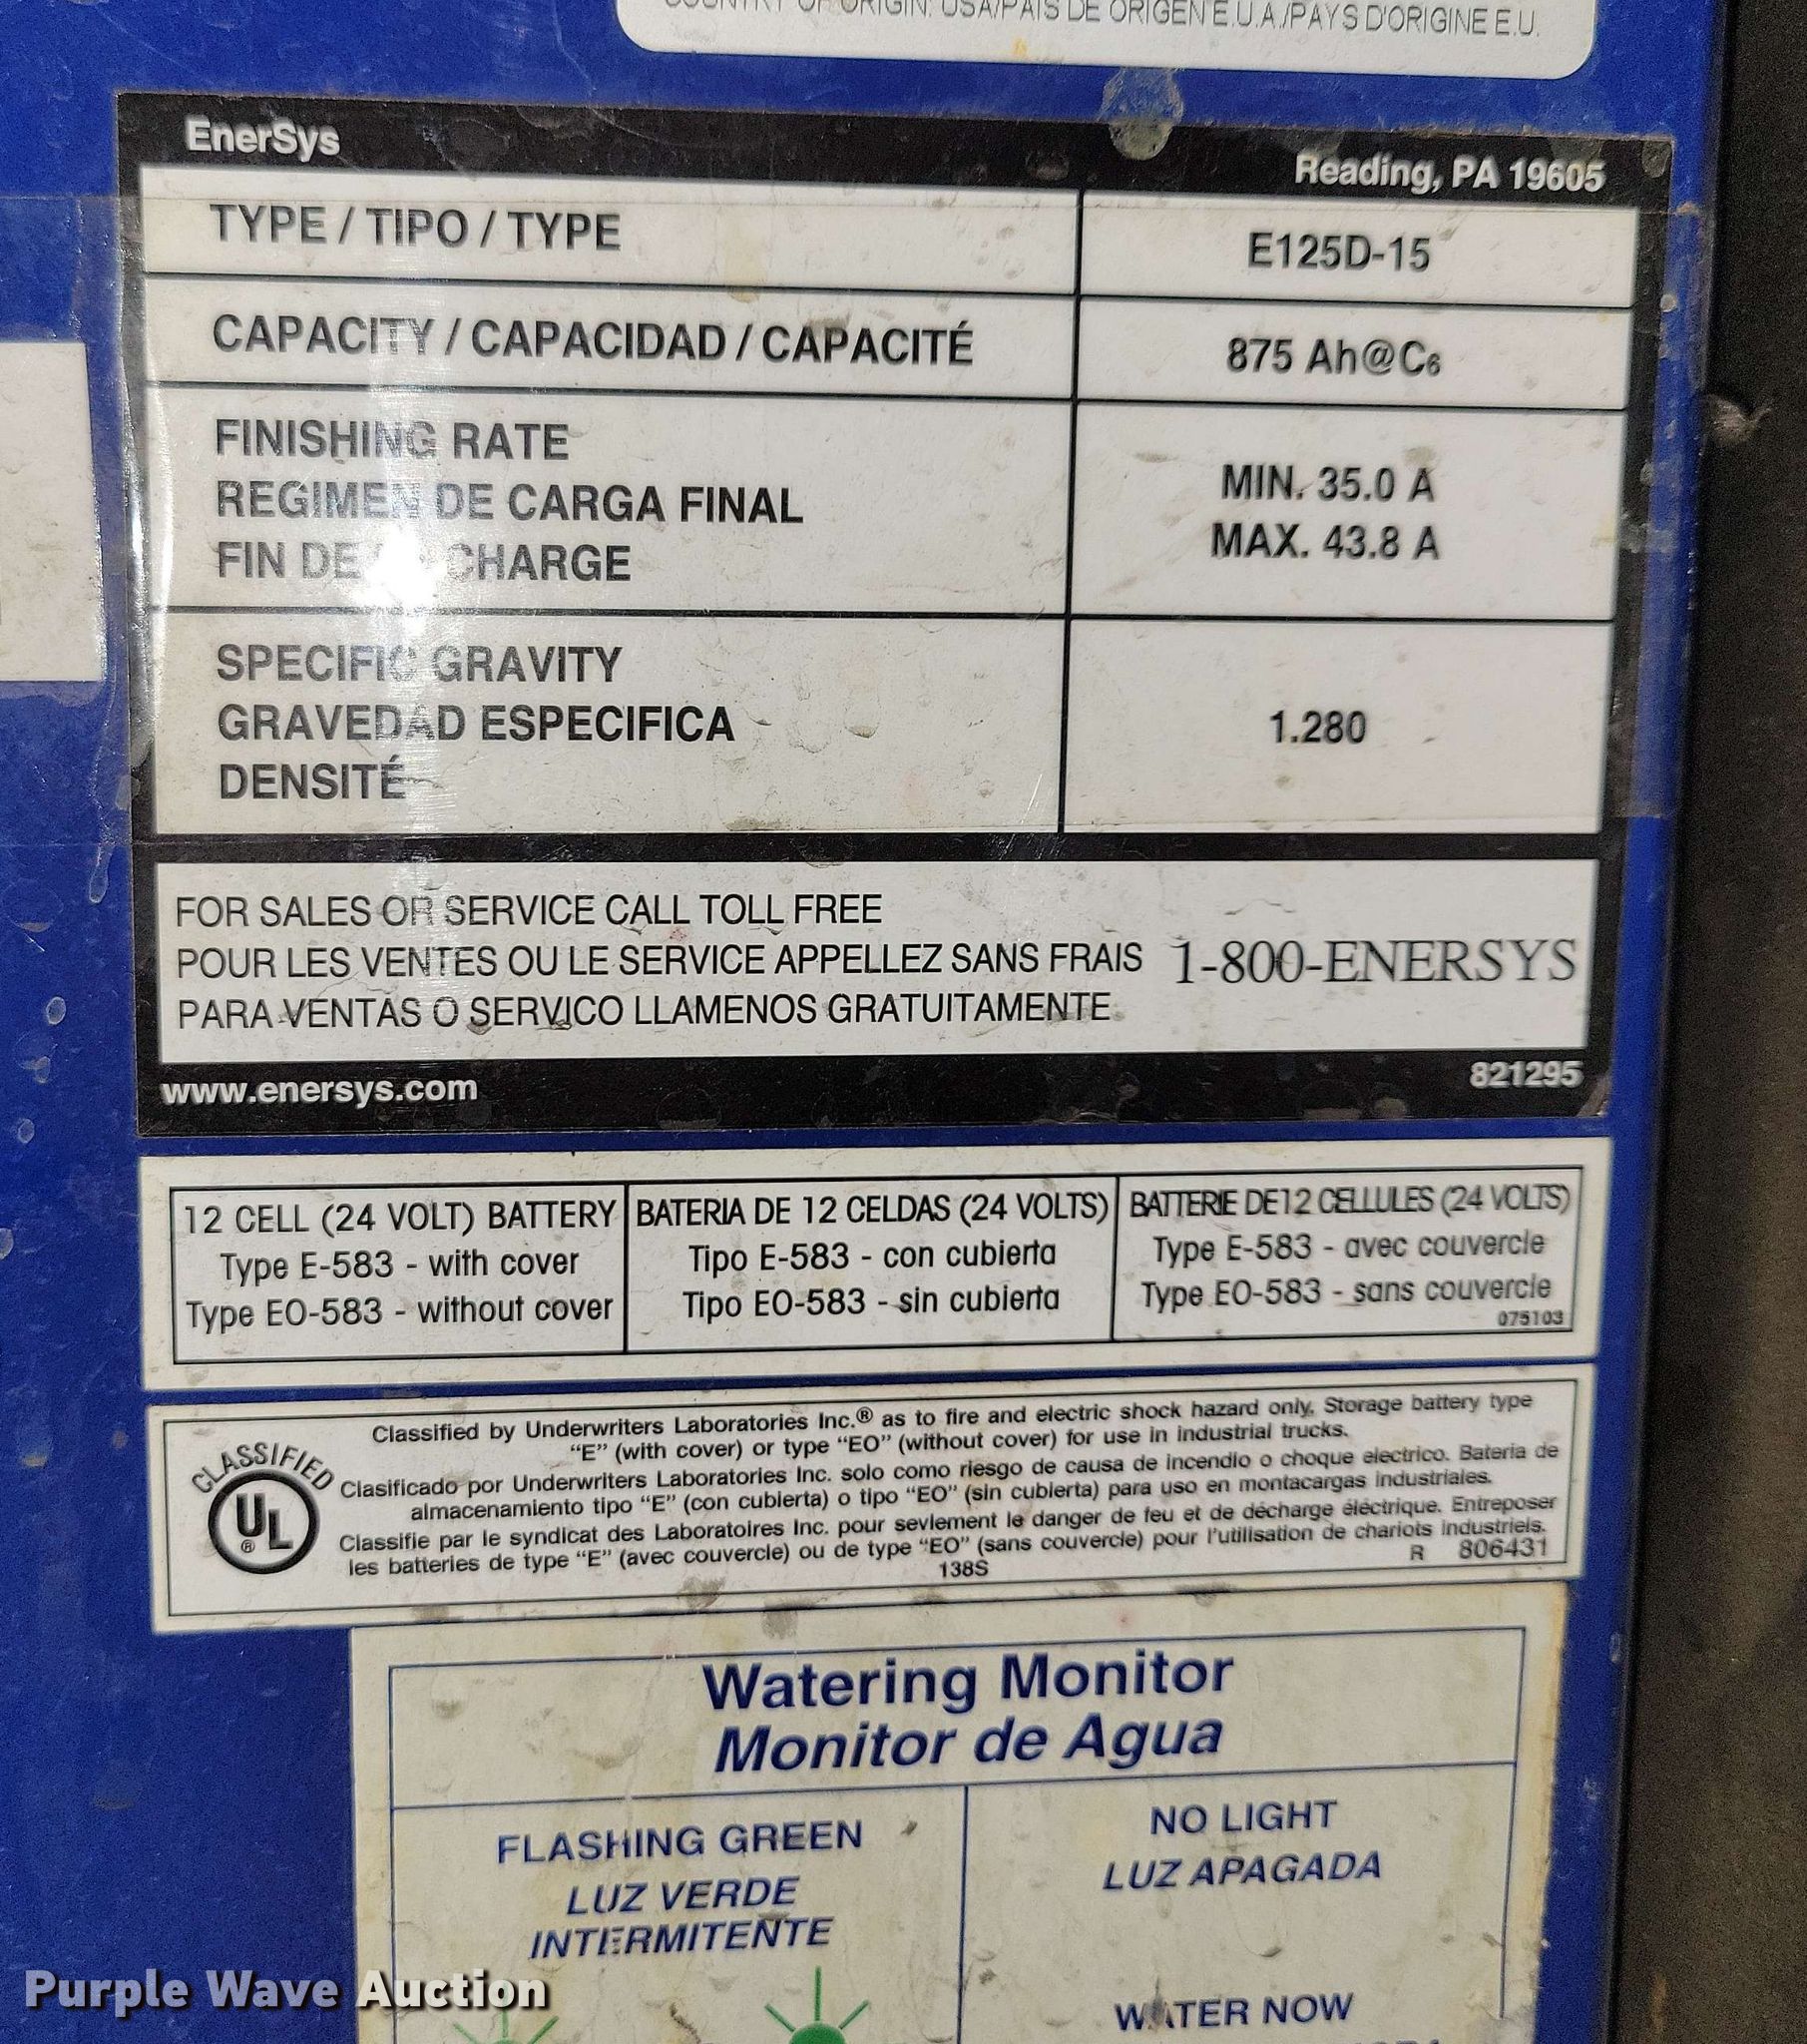 COUNTRY OF ORIGIN: USA/PAIS DE ORIGEN E.U.A./PAYS D'ORIGINE E.U.
EnerSys
Reading, PA 19605
TYPE / TIPO / TYPE
E125D-15
CAPACITY / CAPACIDAD / CAPACITÉ
875 Ah@C6
FINISHING RATE
REGIMEN DE CARGA FINAL
FIN DE CHARGE
MIN. 35.0 A
MAX. 43.8 A
SPECIFIC GRAVITY
GRAVEDAD ESPECIFICA
DENSITÉ
1.280
FOR SALES OR SERVICE CALL TOLL FREE
POUR LES VENTES OU LE SERVICE APPELLEZ SANS FRAIS
PARA VENTAS O SERVICO LLAMENOS GRATUITAMENTE
1-800-ENERSYS
www.enersys.com
821295
12 CELL (24 VOLT) BATTERY
Type E-583 - with cover
Type EO-583 - without cover
BATERIA DE 12 CELDAS (24 VOLTS)
Tipo E-583 - con cubierta
Tipo EO-583 - sin cubierta
BATTERIE DE12 CELLULES (24 VOLTS)
Type E-583 - avec couvercle
Type EO-583 - sans couvercle
075103
CLASSIFIED
UL®
Classified by Underwriters Laboratories Inc.® as to fire and electric shock hazard only. Storage battery type
“E” (with cover) or type “EO” (without cover) for use in industrial trucks.
Clasificado por Underwriters Laboratories Inc. solo como riesgo de causa de incendio o choque electrico. Bateria de
almacenamiento tipo “E” (con cubierta) o tipo “EO” (sin cubierta) para uso en montacargas industriales.
Classifie par le syndicat des Laboratoires Inc. pour sevlement le danger de feu et de décharge éléctrique. Entreposer
les batteries de type “E” (avec couvercle) ou de type “EO” (sans couvercle) pour l'utilisation de chariots industriels.
138S
R 806431
Watering Monitor
Monitor de Agua
FLASHING GREEN
LUZ VERDE
INTERMITENTE
NO LIGHT
LUZ APAGADA
WATER NOW
Purple Wave Auction